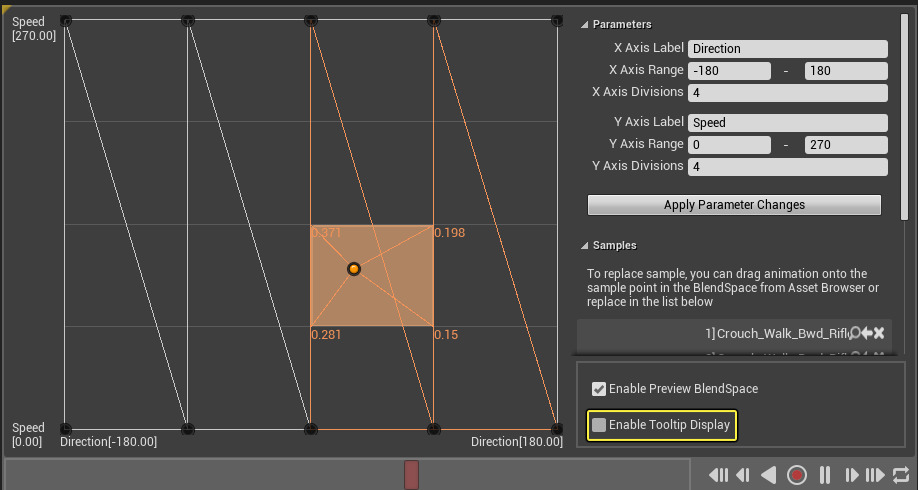 Speed
[270.00]
0.371
0.198
0.281
0.15
Speed
[0.00]
Direction[-180.00]
Direction[180.00]
Parameters
X Axis Label Direction
X Axis Range -180 - 180
X Axis Divisions 4
Y Axis Label Speed
Y Axis Range 0 - 270
Y Axis Divisions 4
Apply Parameter Changes
Samples
To replace sample, you can drag animation onto the
sample point in the BlendSpace from Asset Browser or
replace in the list below
1]Crouch_Walk_Bwd_Rifl
Enable Preview BlendSpace
Enable Tooltip Display